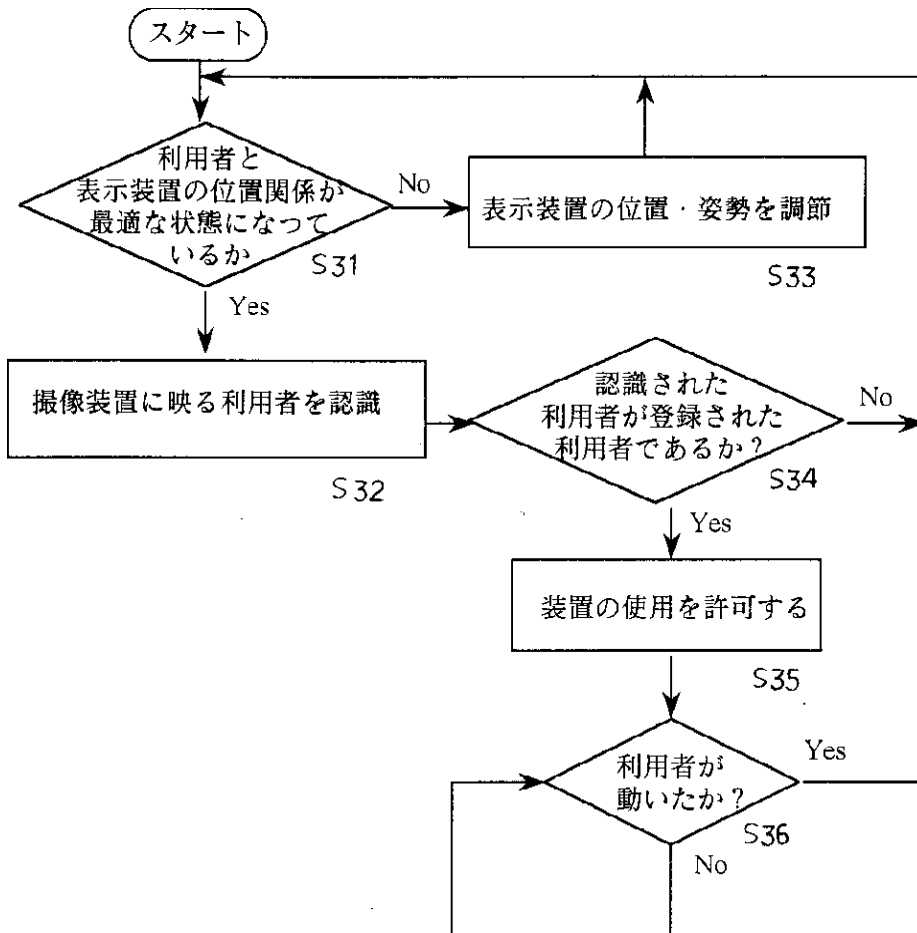 スタート
利用者と
表示装置の位置関係が
最適な状態になつて
いるか
S31
No
表示装置の位置・姿勢を調節
S33
Yes
撮像装置に映る利用者を認識
S32
認識された
利用者が登録された
利用者であるか?
S34
No
Yes
装置の使用を許可する
S35
利用者が
動いたか?
S36
Yes
No